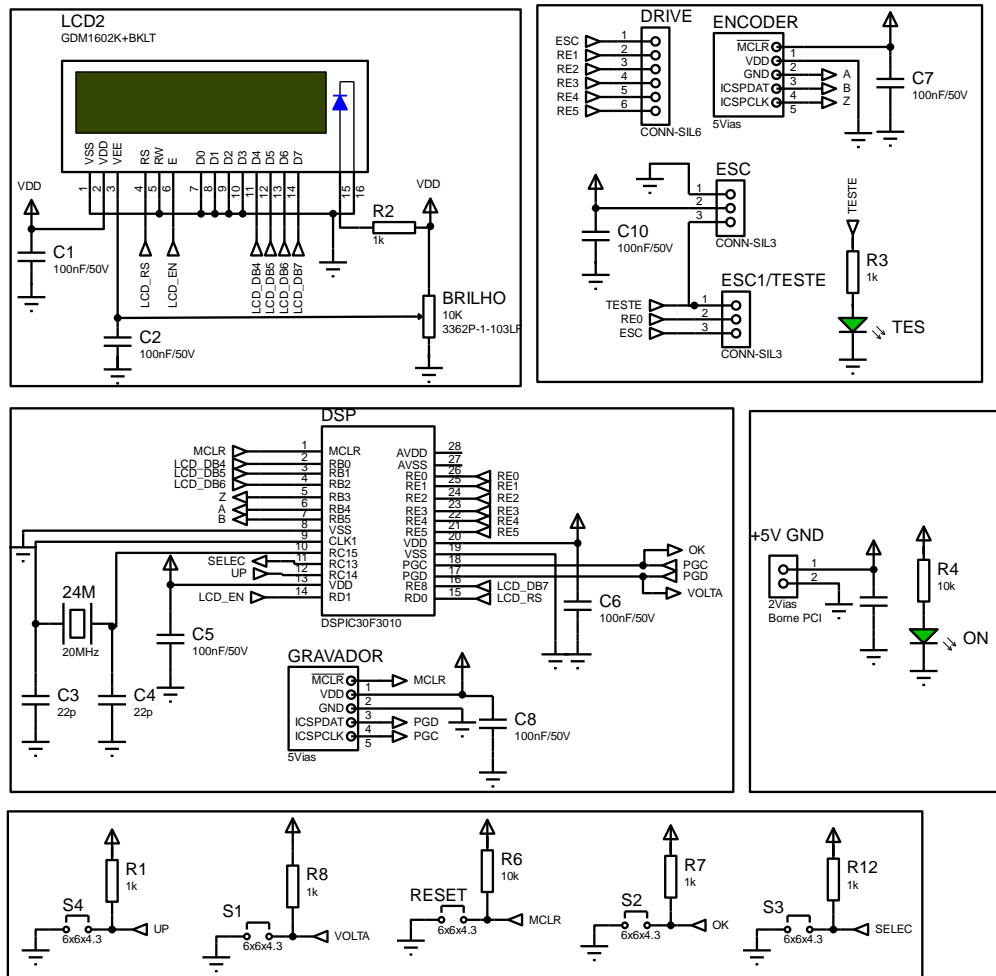 LCD2
GDM1602K+BKLT
VSS
VDD
VEE
RS
RW
E
D0
D1
D2
D3
D4
D5
D6
D7
1
2
3
4
5
6
7
8
9
10
11
12
13
14
15
16
VDD
C1
100nF/50V
LCD_RS
LCD_EN
LCD_DB4
LCD_DB5
LCD_DB6
LCD_DB7
R2
1k
VDD
BRILHO
10K
3362P-1-103LF
C2
100nF/50V
DRIVE
ESC 1
RE1 2
RE2 3
RE3 4
RE4 5
RE5 6
CONN-SIL6
ENCODER
MCLR 1
VDD 2
GND 3 A
ICSPDAT 4 B
ICSPCLK 5 Z
5Vias
C7
100nF/50V
ESC
1
2
3
CONN-SIL3
C10
100nF/50V
ESC1/TESTE
TESTE 1
RE0 2
ESC 3
CONN-SIL3
TESTE
R3
1k
TES
DSP
MCLR 1 MCLR
LCD_DB4 2 RB0
LCD_DB5 3 RB1
LCD_DB6 4 RB2
Z 5 RB3
A 6 RB4
B 7 RB5
8 VSS
9 CLK1
10 RC15
SELEC 11 RC13
UP 12 RC14
13 VDD
LCD_EN 14 RD1
AVDD 28
AVSS 27
RE0 26 RE0
RE1 25 RE1
RE2 24 RE2
RE3 23 RE3
RE4 22 RE4
RE5 21 RE5
VDD 20
VSS 19
PGC 18
PGD 17
RE8 16 LCD_DB7
RD0 15 LCD_RS
DSPIC30F3010
OK
PGC
PGD
VOLTA
24M
20MHz
C3
22p
C4
22p
C5
100nF/50V
C6
100nF/50V
GRAVADOR
MCLR 1 MCLR
VDD 2
GND 3
ICSPDAT 4 PGD
ICSPCLK 5 PGC
5Vias
C8
100nF/50V
+5V GND
1
2
2Vias
Borne PCI
R4
10k
ON
R1
1k
S4
6x6x4.3
UP
R8
1k
S1
6x6x4.3
VOLTA
R6
10k
RESET
6x6x4.3
MCLR
R7
1k
S2
6x6x4.3
OK
R12
1k
S3
6x6x4.3
SELEC